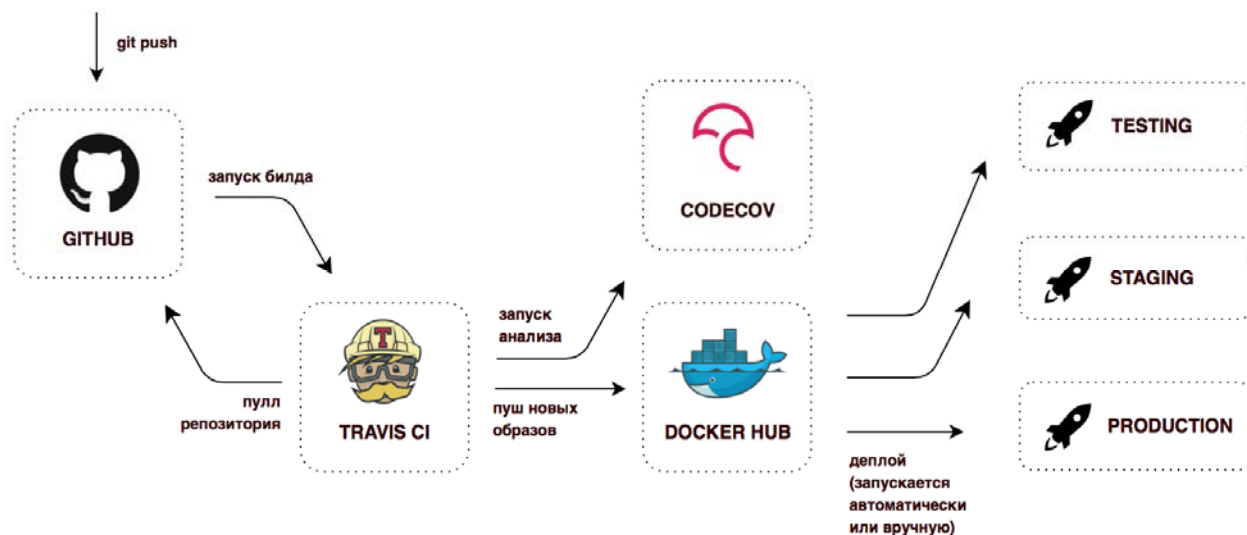 git push
GITHUB
запуск билда
пулл
репозитория
T
TRAVIS CI
запуск
анализа
пуш новых
образов
CODECOV
DOCKER HUB
деплой
(запускается
автоматически
или вручную)
TESTING
STAGING
PRODUCTION